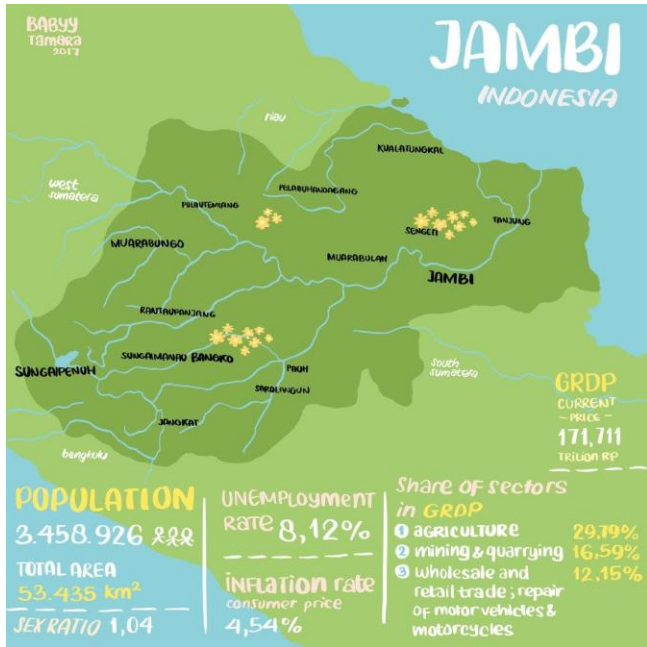 BABYY
TAMARA
2017
JAMBI
INDONESIA
riau
KUALATUNGKAL
west
sumatera
PELABUHANDAGANG
PULAUTEMIANG
SENGETI
TANJUNG
MUARABUNGO
MUARABULAN
JAMBI
RANTAUPANJANG
SUNGAIMANAU BANGKO
PAUH
south
sumatera
SUNGAIPENUH
SAROLANGUN
JANGKAT
bengkulu
GRDP
CURRENT
- PRICE -
171,711
TRILION RP
POPULATION
3.458.926
TOTAL AREA
53.435 km²
SEX RATIO 1,04
UNEMPLOYMENT
RATE 8,12%
INFLATION rate
consumer price
4,54%
Share of sectors
in GRDP
1 AGRICULTURE 29,79%
2 mining & quarrying 16,59%
3 wholesale and 12,15%
retail trade ; repair
of motor vehicles &
motorcycles